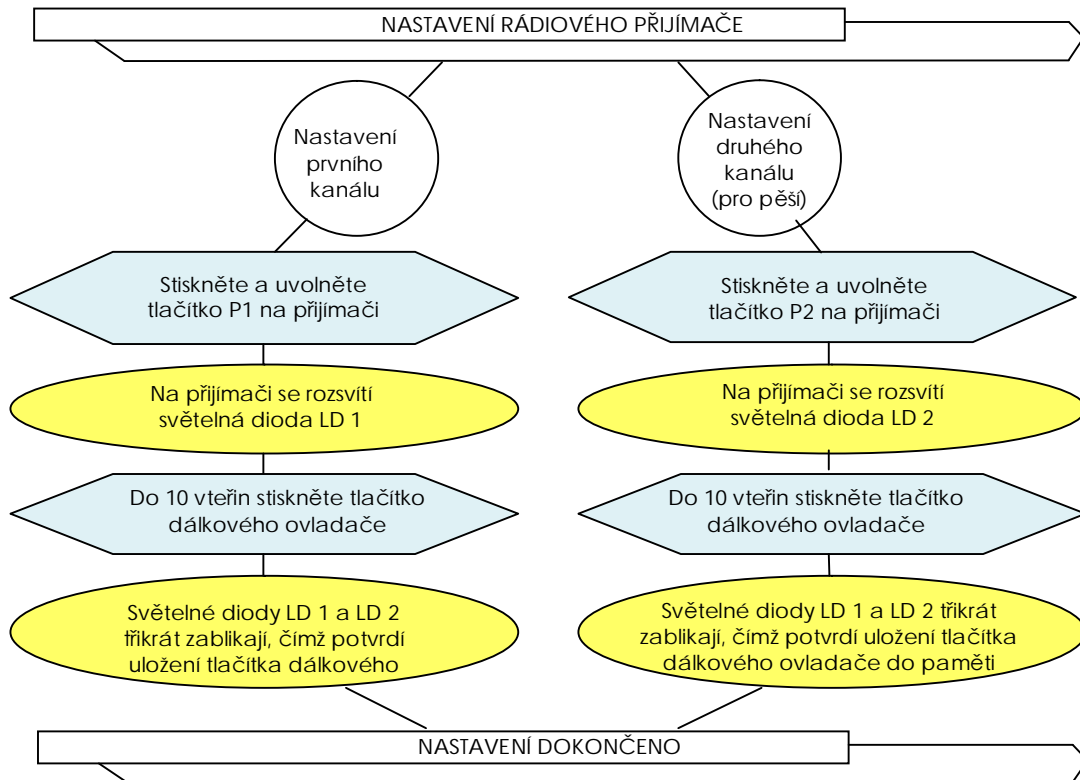 NASTAVENÍ RÁDIOVÉHO PŘIJÍMAČE
Nastavení
prvního
kanálu
Nastavení
druhého
kanálu
(pro pěší)
Stiskněte a uvolněte
tlačítko P1 na přijímači
Stiskněte a uvolněte
tlačítko P2 na přijímači
Na přijímači se rozsvítí
světelná dioda LD 1
Na přijímači se rozsvítí
světelná dioda LD 2
Do 10 vteřin stiskněte tlačítko
dálkového ovladače
Do 10 vteřin stiskněte tlačítko
dálkového ovladače
Světelné diody LD 1 a LD 2
třikrát zablikají, čímž potvrdí
uložení tlačítka dálkového
Světelné diody LD 1 a LD 2 třikrát
zablikají, čímž potvrdí uložení tlačítka
dálkového ovladače do paměti
NASTAVENÍ DOKONČENO